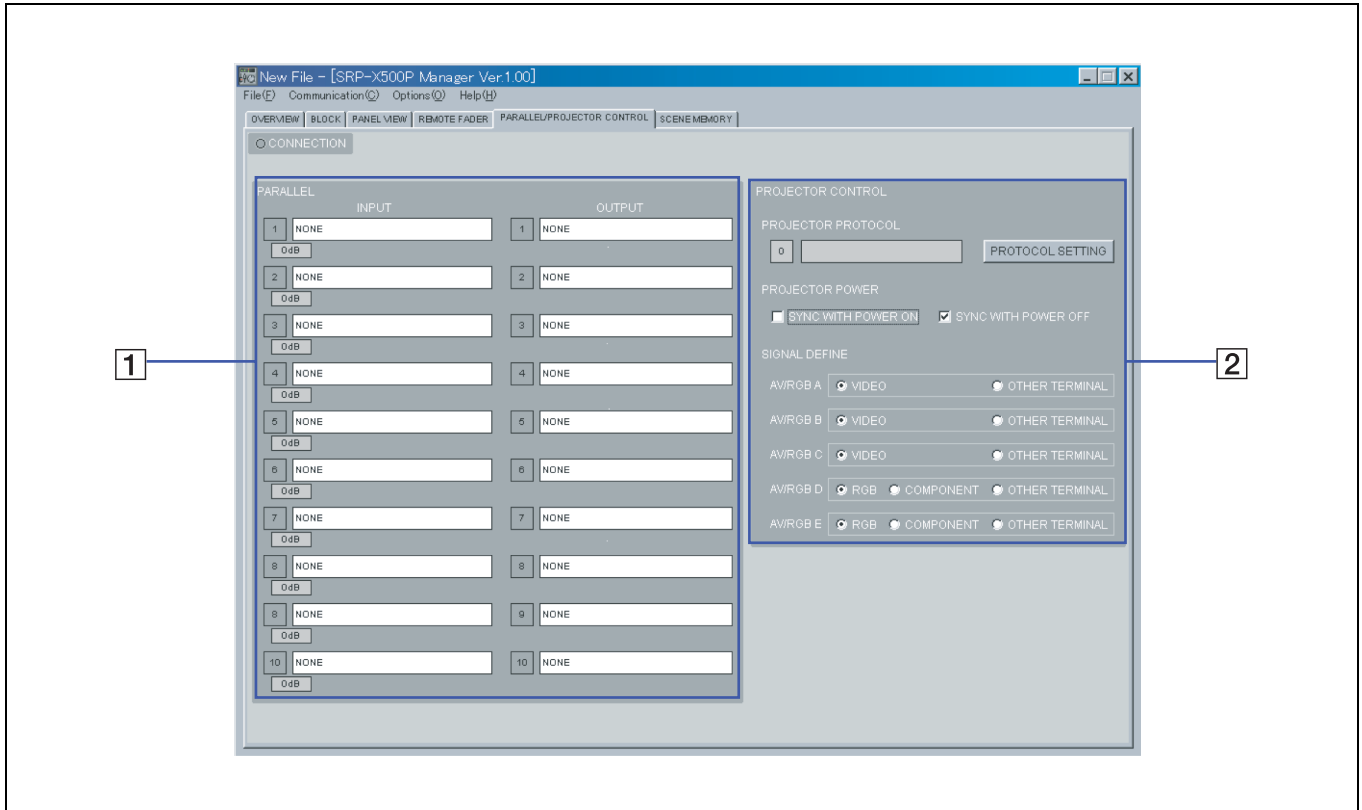 New File - [SRP-X500P Manager Ver.1.00]
File(F) Communication(C) Options(O) Help(H)
OVERVIEW BLOCK PANEL VIEW REMOTE FADER PARALLEL/PROJECTOR CONTROL SCENE MEMORY
CONNECTION
PARALLEL
INPUT OUTPUT
1 NONE 1 NONE
0dB
2 NONE 2 NONE
0dB
3 NONE 3 NONE
0dB
4 NONE 4 NONE
0dB
5 NONE 5 NONE
0dB
6 NONE 6 NONE
0dB
7 NONE 7 NONE
0dB
8 NONE 8 NONE
0dB
8 NONE 9 NONE
0dB
10 NONE 10 NONE
0dB
PROJECTOR CONTROL
PROJECTOR PROTOCOL
0 PROTOCOL SETTING
PROJECTOR POWER
SYNC WITH POWER ON SYNC WITH POWER OFF
SIGNAL DEFINE
AV/RGB A VIDEO OTHER TERMINAL
AV/RGB B VIDEO OTHER TERMINAL
AV/RGB C VIDEO OTHER TERMINAL
AV/RGB D RGB COMPONENT OTHER TERMINAL
AV/RGB E RGB COMPONENT OTHER TERMINAL
1
2